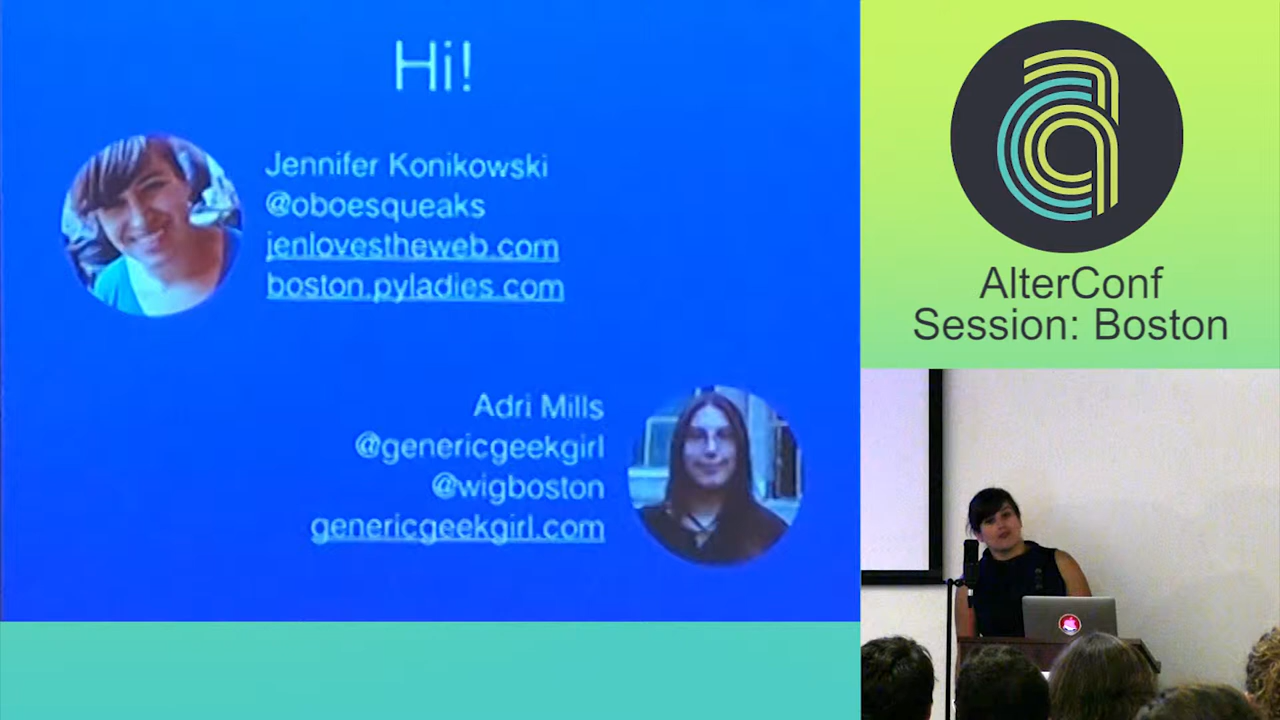 Hi!
Jennifer Konikowski
@oboesqueaks
jenlovestheweb.com
boston.pyladies.com
Adri Mills
@genericgeekgirl
@wigboston
genericgeekgirl.com
AlterConf
Session: Boston